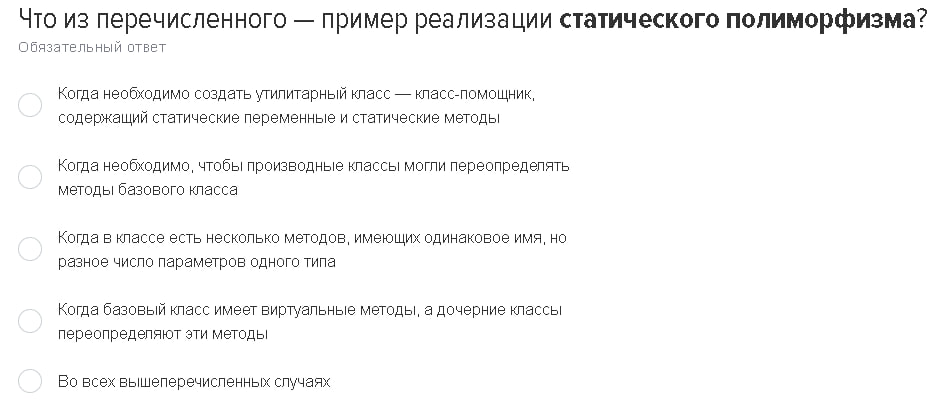 Что из перечисленного — пример реализации статического полиморфизма?
Обязательный ответ
Когда необходимо создать утилитарный класс — класс-помощник,
содержащий статические переменные и статические методы
Когда необходимо, чтобы производные классы могли переопределять
методы базового класса
Когда в классе есть несколько методов, имеющих одинаковое имя, но
разное число параметров одного типа
Когда базовый класс имеет виртуальные методы, а дочерние классы
переопределяют эти методы
Во всех вышеперечисленных случаях